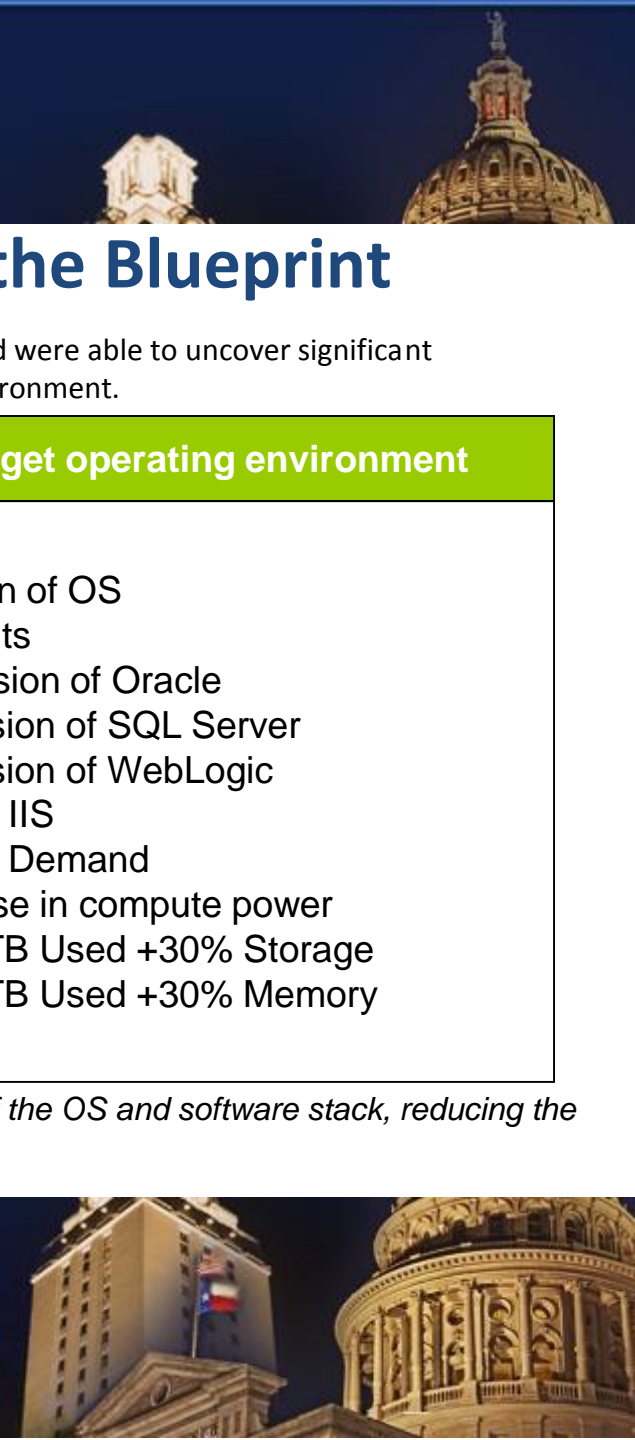 the Blueprint
were able to uncover significant
ronment.
get operating environment
n of OS
ts
sion of Oracle
sion of SQL Server
sion of WebLogic
IIS
Demand
se in compute power
TB Used +30% Storage
TB Used +30% Memory
the OS and software stack, reducing the